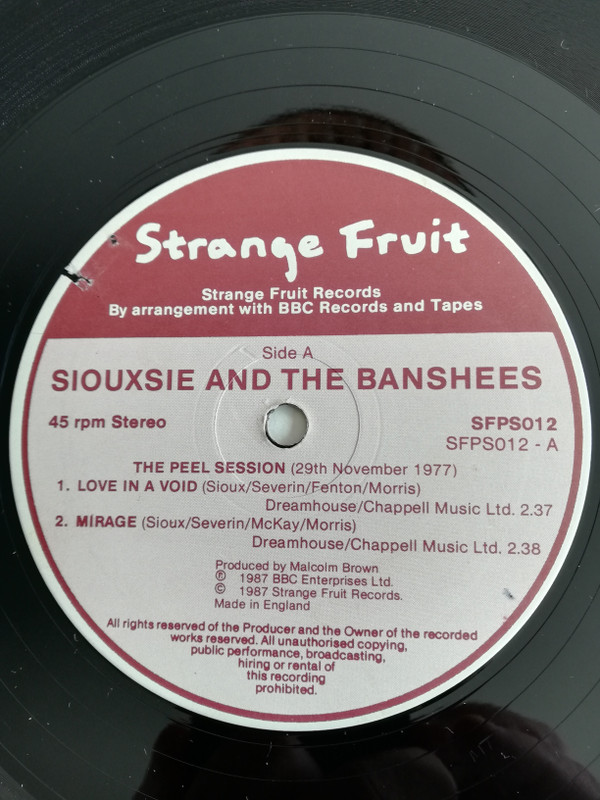 Strange Fruit
Strange Fruit Records
By arrangement with BBC Records and Tapes
Side A
SIOUXSIE AND THE BANSHEES
45 rpm Stereo
SFPS012
SFPS012 - A
THE PEEL SESSION (29th November 1977)
1. LOVE IN A VOID (Sioux/Severin/Fenton/Morris)
Dreamhouse/Chappell Music Ltd. 2.37
2. MIRAGE (Sioux/Severin/McKay/Morris)
Dreamhouse/Chappell Music Ltd. 2.38
Produced by Malcolm Brown
℗ 1987 BBC Enterprises Ltd.
© 1987 Strange Fruit Records.
Made in England
All rights reserved of the Producer and the Owner of the recorded
works reserved. All unauthorised copying,
public performance, broadcasting,
hiring or rental of
this recording
prohibited.